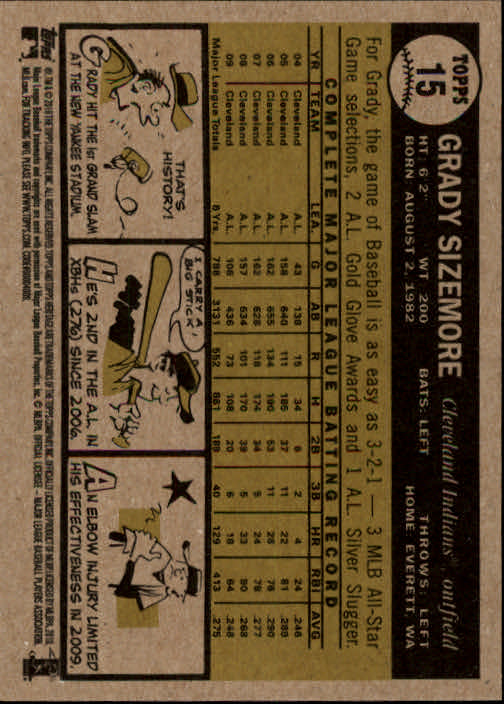 TOPPS
15
GRADY SIZEMORE Cleveland Indians®, outfield
HT: 6'2" WT: 200 BATS: LEFT THROWS: LEFT
BORN AUGUST 2, 1982 HOME: EVERETT, WA
For Grady, the game of Baseball is as easy as 3-2-1 — 3 MLB All-Star
Game selections, 2 A.L. Gold Glove Awards and 1 A.L. Silver Slugger.
COMPLETE MAJOR LEAGUE BATTING RECORD
YR TEAM LEA. G AB R H 2B 3B HR RBI AVG
04 Cleveland A.L. 43 138 15 34 6 2 4 24 .246
05 Cleveland A.L. 158 640 111 185 37 11 22 81 .289
06 Cleveland A.L. 162 655 134 190 53 11 28 76 .290
07 Cleveland A.L. 162 628 118 174 34 5 24 78 .277
08 Cleveland A.L. 157 634 101 170 39 5 33 90 .268
09 Cleveland A.L. 106 436 73 108 20 6 18 64 .248
Major League Totals 6 Yrs. 788 3131 552 861 189 40 129 413 .275
THAT'S
HISTORY!
GRADY HIT THE 1st GRAND SLAM
AT THE NEW YANKEE STADIUM.
I CARRY A
BIG STICK!
HE'S 2ND IN THE A.L. IN
XBHs (276) SINCE 2006.
AN ELBOW INJURY LIMITED
HIS EFFECTIVENESS IN 2009.
Topps